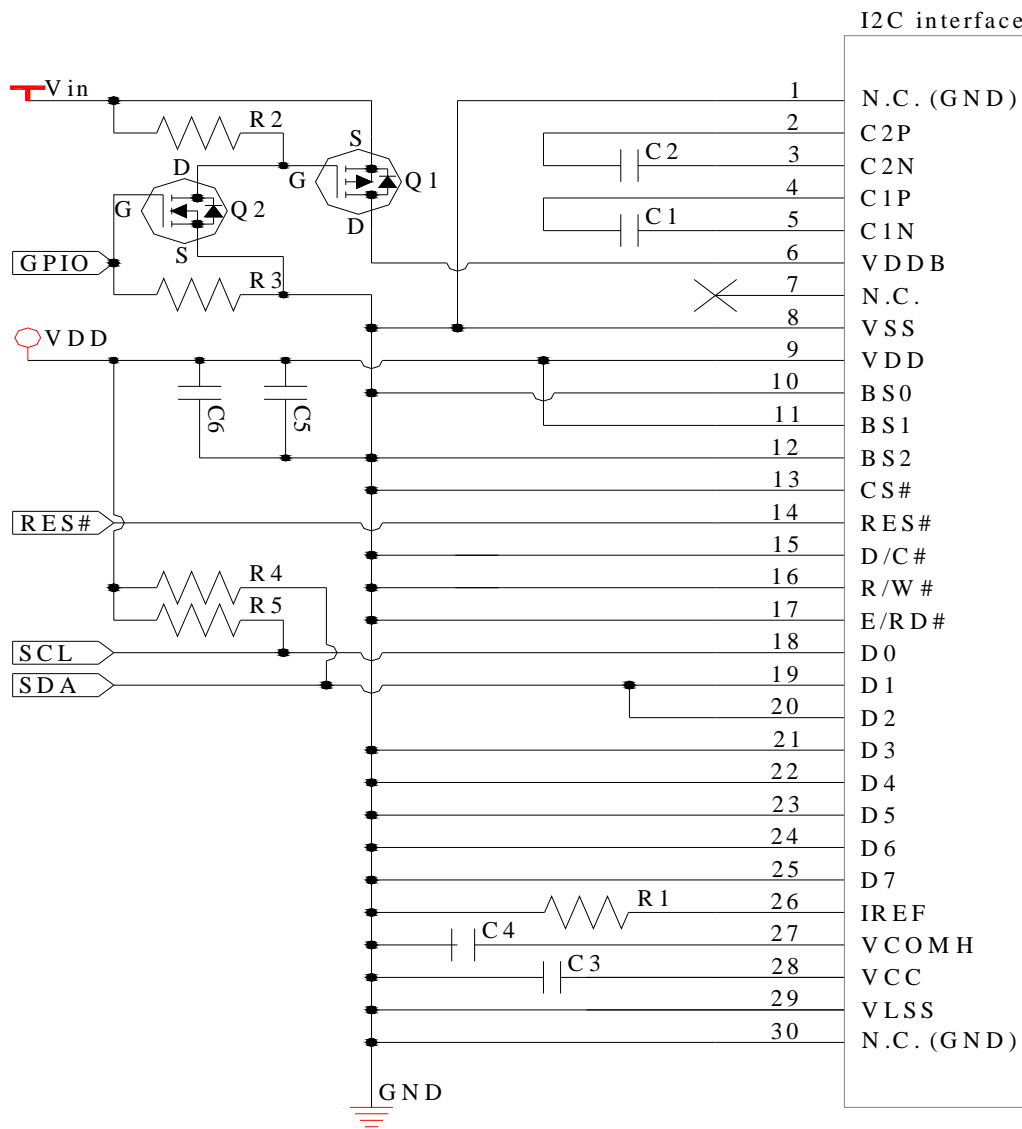 I2C interface
Vin
1 N.C. (GND)
R2
2 C2P
S
D
C2
3 C2N
G
Q1
G
Q2
4 C1P
D
C1
5 C1N
S
GPIO
6 VDDB
R3
7 N.C.
8 VSS
VDD
9 VDD
10 BS0
C6
C5
11 BS1
12 BS2
13 CS#
RES#
14 RES#
15 D/C#
R4
16 R/W#
R5
17 E/RD#
SCL
18 D0
SDA
19 D1
20 D2
21 D3
22 D4
23 D5
24 D6
25 D7
R1
26 IREF
C4
27 VCOMH
C3
28 VCC
29 VLSS
30 N.C. (GND)
GND